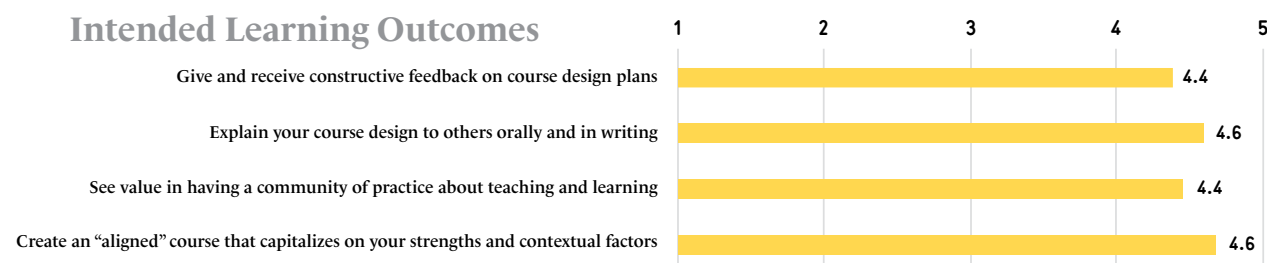 Intended Learning Outcomes
1 2 3 4 5
Give and receive constructive feedback on course design plans 4.4
Explain your course design to others orally and in writing 4.6
See value in having a community of practice about teaching and learning 4.4
Create an “aligned” course that capitalizes on your strengths and contextual factors 4.6